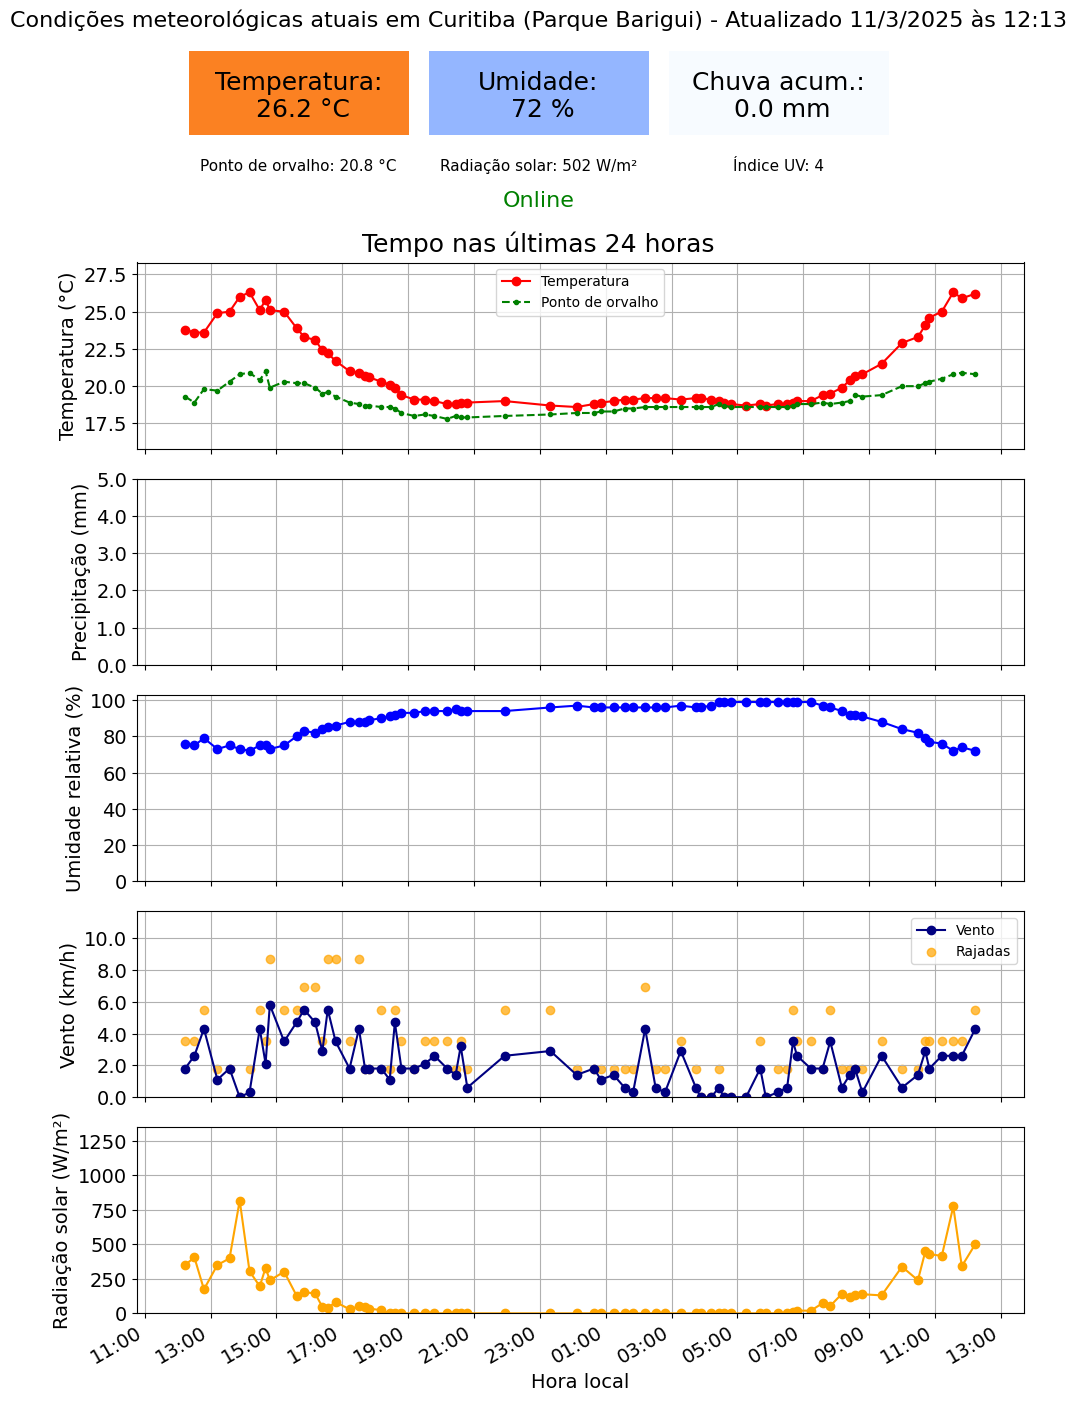 Condições meteorológicas atuais em Curitiba (Parque Barigui) - Atualizado 11/3/2025 às 12:13
Temperatura:
26.2 °C
Umidade:
72 %
Chuva acum.:
0.0 mm
Ponto de orvalho: 20.8 °C
Radiação solar: 502 W/m²
Índice UV: 4
Online
Tempo nas últimas 24 horas
Temperatura (°C)
27.5
25.0
22.5
20.0
17.5
Temperatura
Ponto de orvalho
Precipitação (mm)
5.0
4.0
3.0
2.0
1.0
0.0
Umidade relativa (%)
100
80
60
40
20
0
Vento (km/h)
10.0
8.0
6.0
4.0
2.0
0.0
Vento
Rajadas
Radiação solar (W/m²)
1250
1000
750
500
250
0
11:00
13:00
15:00
17:00
19:00
21:00
23:00
01:00
03:00
05:00
07:00
09:00
11:00
13:00
Hora local